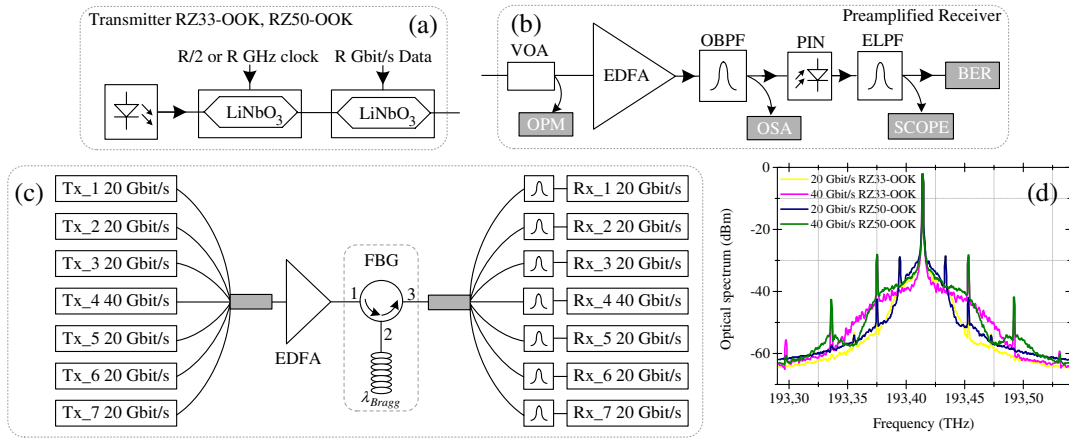 Transmitter RZ33-OOK, RZ50-OOK
(a)
R/2 or R GHz clock
R Gbit/s Data
LiNbO3
LiNbO3
(b)
Preamplified Receiver
VOA
EDFA
OBPF
PIN
ELPF
BER
OPM
OSA
SCOPE
(c)
Tx_1 20 Gbit/s
Tx_2 20 Gbit/s
Tx_3 20 Gbit/s
Tx_4 40 Gbit/s
Tx_5 20 Gbit/s
Tx_6 20 Gbit/s
Tx_7 20 Gbit/s
EDFA
FBG
1
3
2
λBragg
Rx_1 20 Gbit/s
Rx_2 20 Gbit/s
Rx_3 20 Gbit/s
Rx_4 40 Gbit/s
Rx_5 20 Gbit/s
Rx_6 20 Gbit/s
Rx_7 20 Gbit/s
(d)
20 Gbit/s RZ33-OOK
40 Gbit/s RZ33-OOK
20 Gbit/s RZ50-OOK
40 Gbit/s RZ50-OOK
Optical spectrum (dBm)
0
-20
-40
-60
193,30 193,35 193,40 193,45 193,50
Frequency (THz)